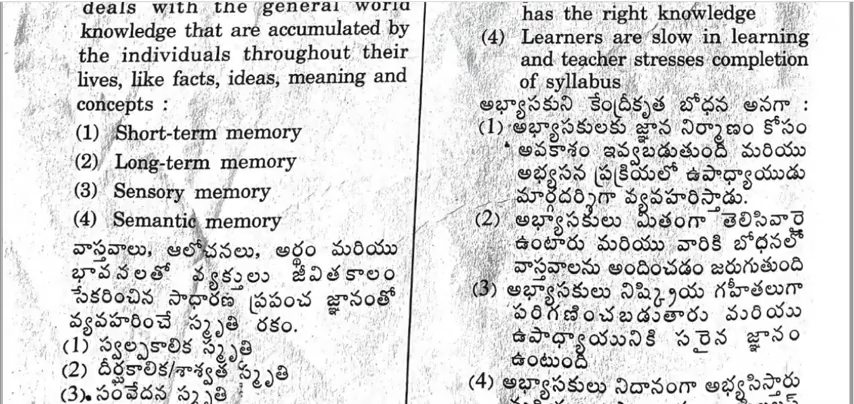 deals with the general world
knowledge that are accumulated by
the individuals throughout their
lives, like facts, ideas, meaning and
concepts :
(1) Short-term memory
(2) Long-term memory
(3) Sensory memory
(4) Semantic memory
వాస్తవాలు, ఆలోచనలు, అర్థం మరియు
భావనలతో వ్యక్తులు జీవితకాలం
సేకరించిన సాధారణ ప్రపంచ జ్ఞానంతో
వ్యవహరించే స్మృతి రకం.
(1) స్వల్పకాలిక స్మృతి
(2) దీర్ఘకాలిక/శాశ్వత స్మృతి
(3) సంవేదన స్మృతి
has the right knowledge
(4) Learners are slow in learning
and teacher stresses completion
of syllabus
అభ్యాసకుని కేంద్రీకృత బోధన అనగా :
(1) అభ్యాసకులకు జ్ఞాన నిర్మాణం కోసం
అవకాశం ఇవ్వబడుతుంది మరియు
అభ్యసన ప్రక్రియలో ఉపాధ్యాయుడు
మార్గదర్శిగా వ్యవహరిస్తాడు.
(2) అభ్యాసకులు మితంగా తెలిసివారై
ఉంటారు మరియు వారికి బోధనలో
వాస్తవాలను అందించడం జరుగుతుంది
(3) అభ్యాసకులు నిష్క్రియ గ్రహీతలుగా
పరిగణించబడుతారు మరియు
ఉపాధ్యాయునికి సరైన జ్ఞానం
ఉంటుంది
(4) అభ్యాసకులు నిదానంగా అభ్యసిస్తారు